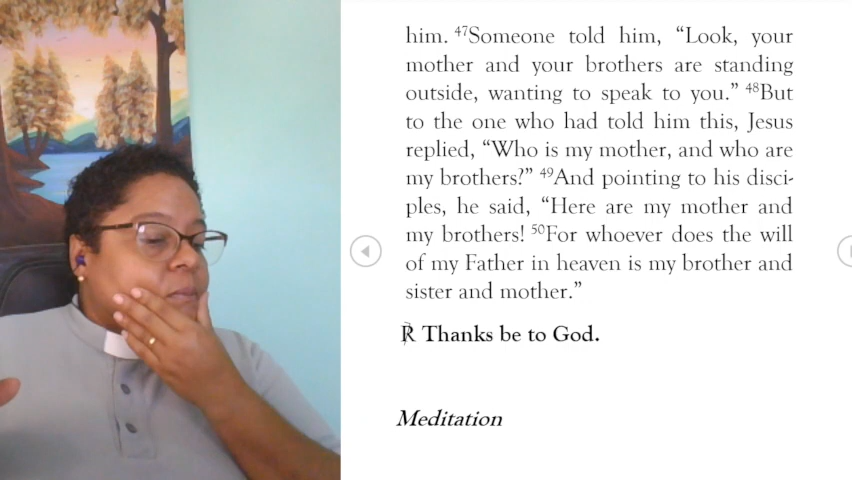 him. ⁴⁷Someone told him, “Look, your
mother and your brothers are standing
outside, wanting to speak to you.” ⁴⁸But
to the one who had told him this, Jesus
replied, “Who is my mother, and who are
my brothers?” ⁴⁹And pointing to his disci-
ples, he said, “Here are my mother and
my brothers! ⁵⁰For whoever does the will
of my Father in heaven is my brother and
sister and mother.”
℟ Thanks be to God.
Meditation